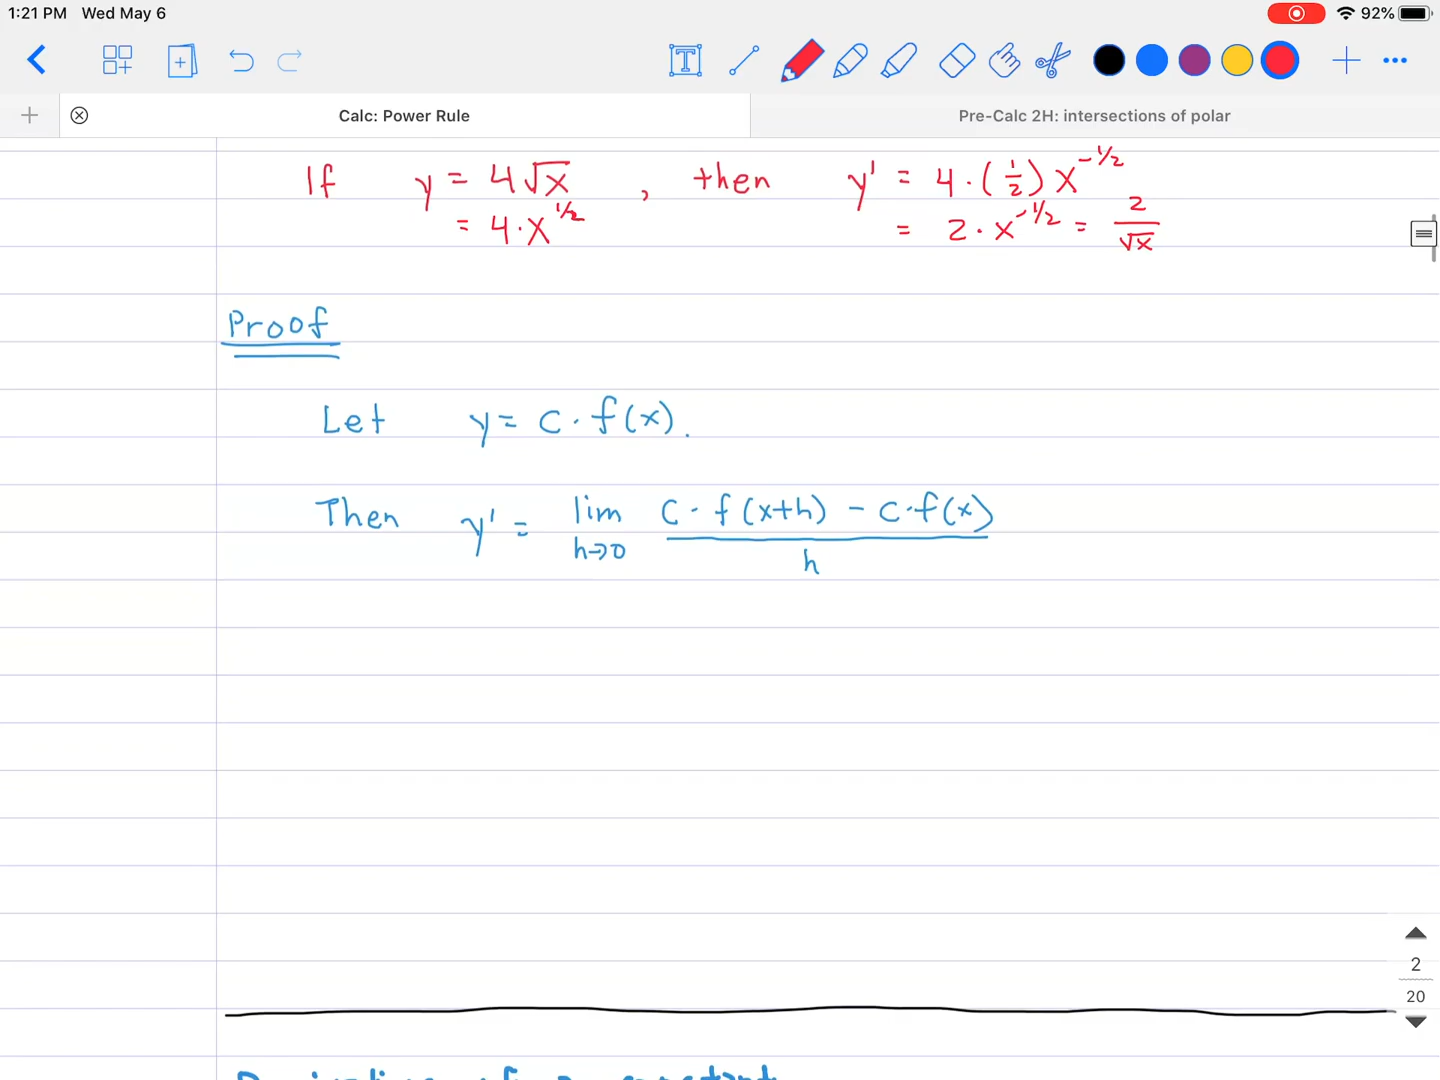 1:21 PM Wed May 6 92%
Calc: Power Rule Pre-Calc 2H: intersections of polar
If y = 4√x , then y' = 4·(1/2)x^-1/2
= 4·x^1/2 = 2·x^-1/2 = 2/√x
Proof
Let y = c·f(x).
Then y' = lim h→0 (c·f(x+h) - c·f(x))/h
2
20